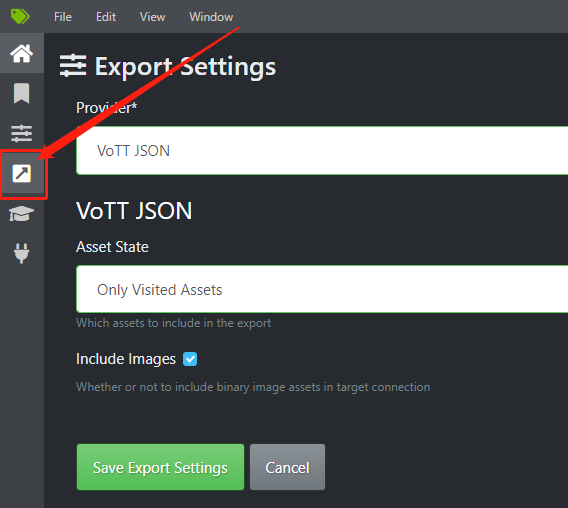 File Edit View Window
Export Settings
Provider*
VoTT JSON
VoTT JSON
Asset State
Only Visited Assets
Which assets to include in the export
Include Images
Whether or not to include binary image assets in target connection
Save Export Settings Cancel